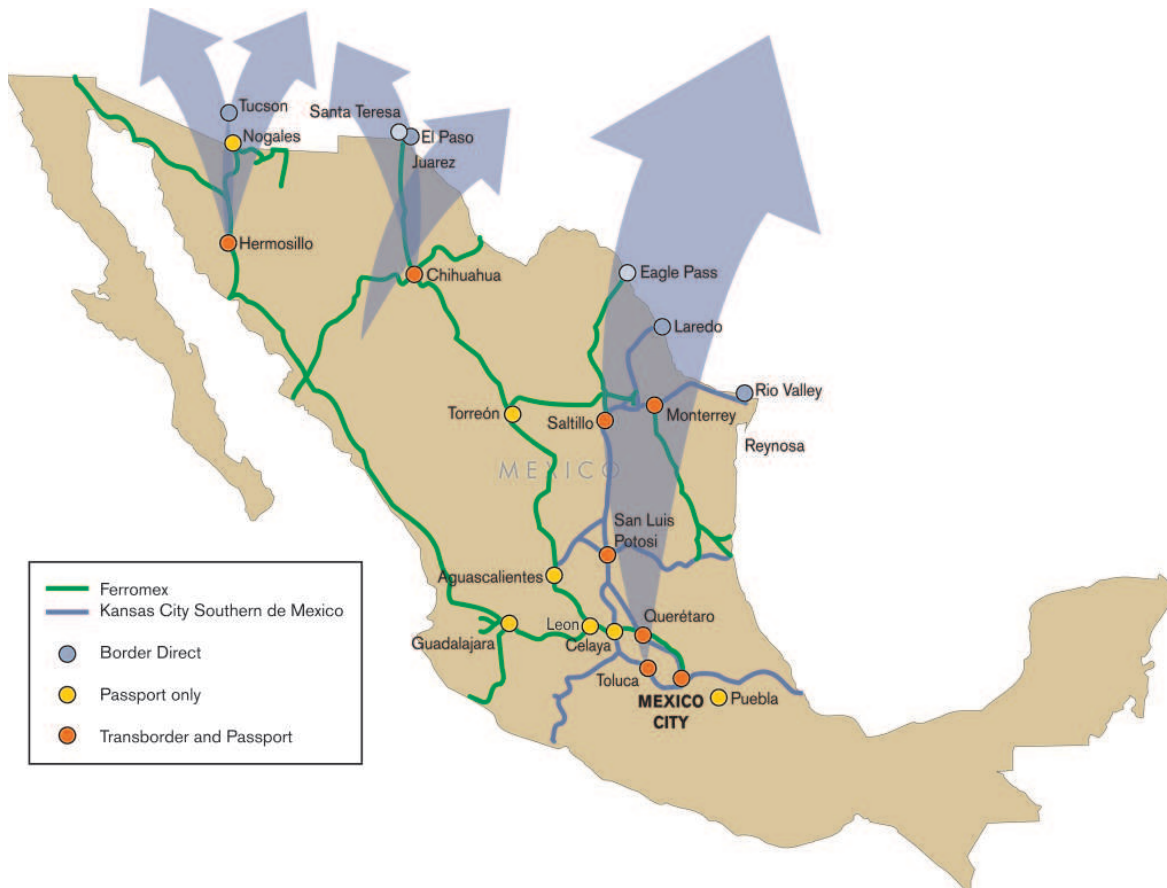 Tucson
Nogales
Santa Teresa
El Paso
Juarez
Hermosillo
Chihuahua
Eagle Pass
Laredo
Rio Valley
Torreón
Saltillo
Monterrey
Reynosa
MEXICO
San Luis
Potosi
Aguascalientes
Leon
Querétaro
Guadalajara
Celaya
Toluca
MEXICO
CITY
Puebla
Ferromex
Kansas City Southern de Mexico
Border Direct
Passport only
Transborder and Passport